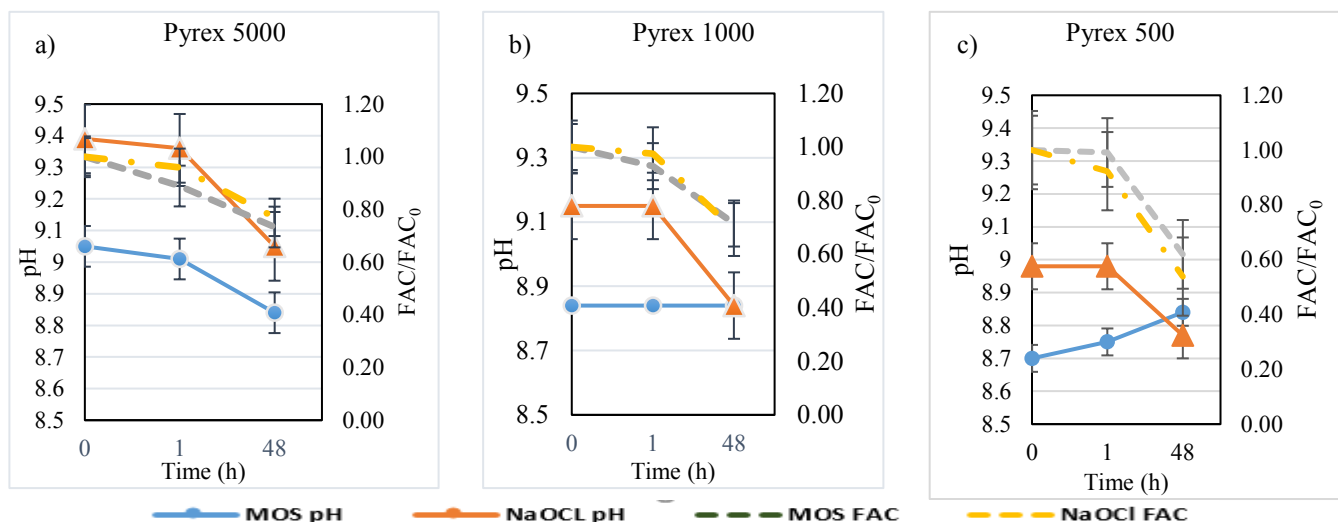 a) Pyrex 5000
9.5 9.4 9.3 9.2 9.1 9 8.9 8.8 8.7 8.6 8.5
pH
1.20 1.00 0.80 0.60 0.40 0.20 0.00
FAC/FAC0
0 1 48
Time (h)
b) Pyrex 1000
9.5 9.3 9.1 8.9 8.7 8.5
pH
1.20 1.00 0.80 0.60 0.40 0.20 0.00
FAC/FAC0
0 1 48
Time (h)
c) Pyrex 500
9.5 9.4 9.3 9.2 9.1 9 8.9 8.8 8.7 8.6 8.5
pH
1.20 1.00 0.80 0.60 0.40 0.20 0.00
FAC/FAC0
0 1 48
Time (h)
MOS pH NaOCL pH MOS FAC NaOCl FAC